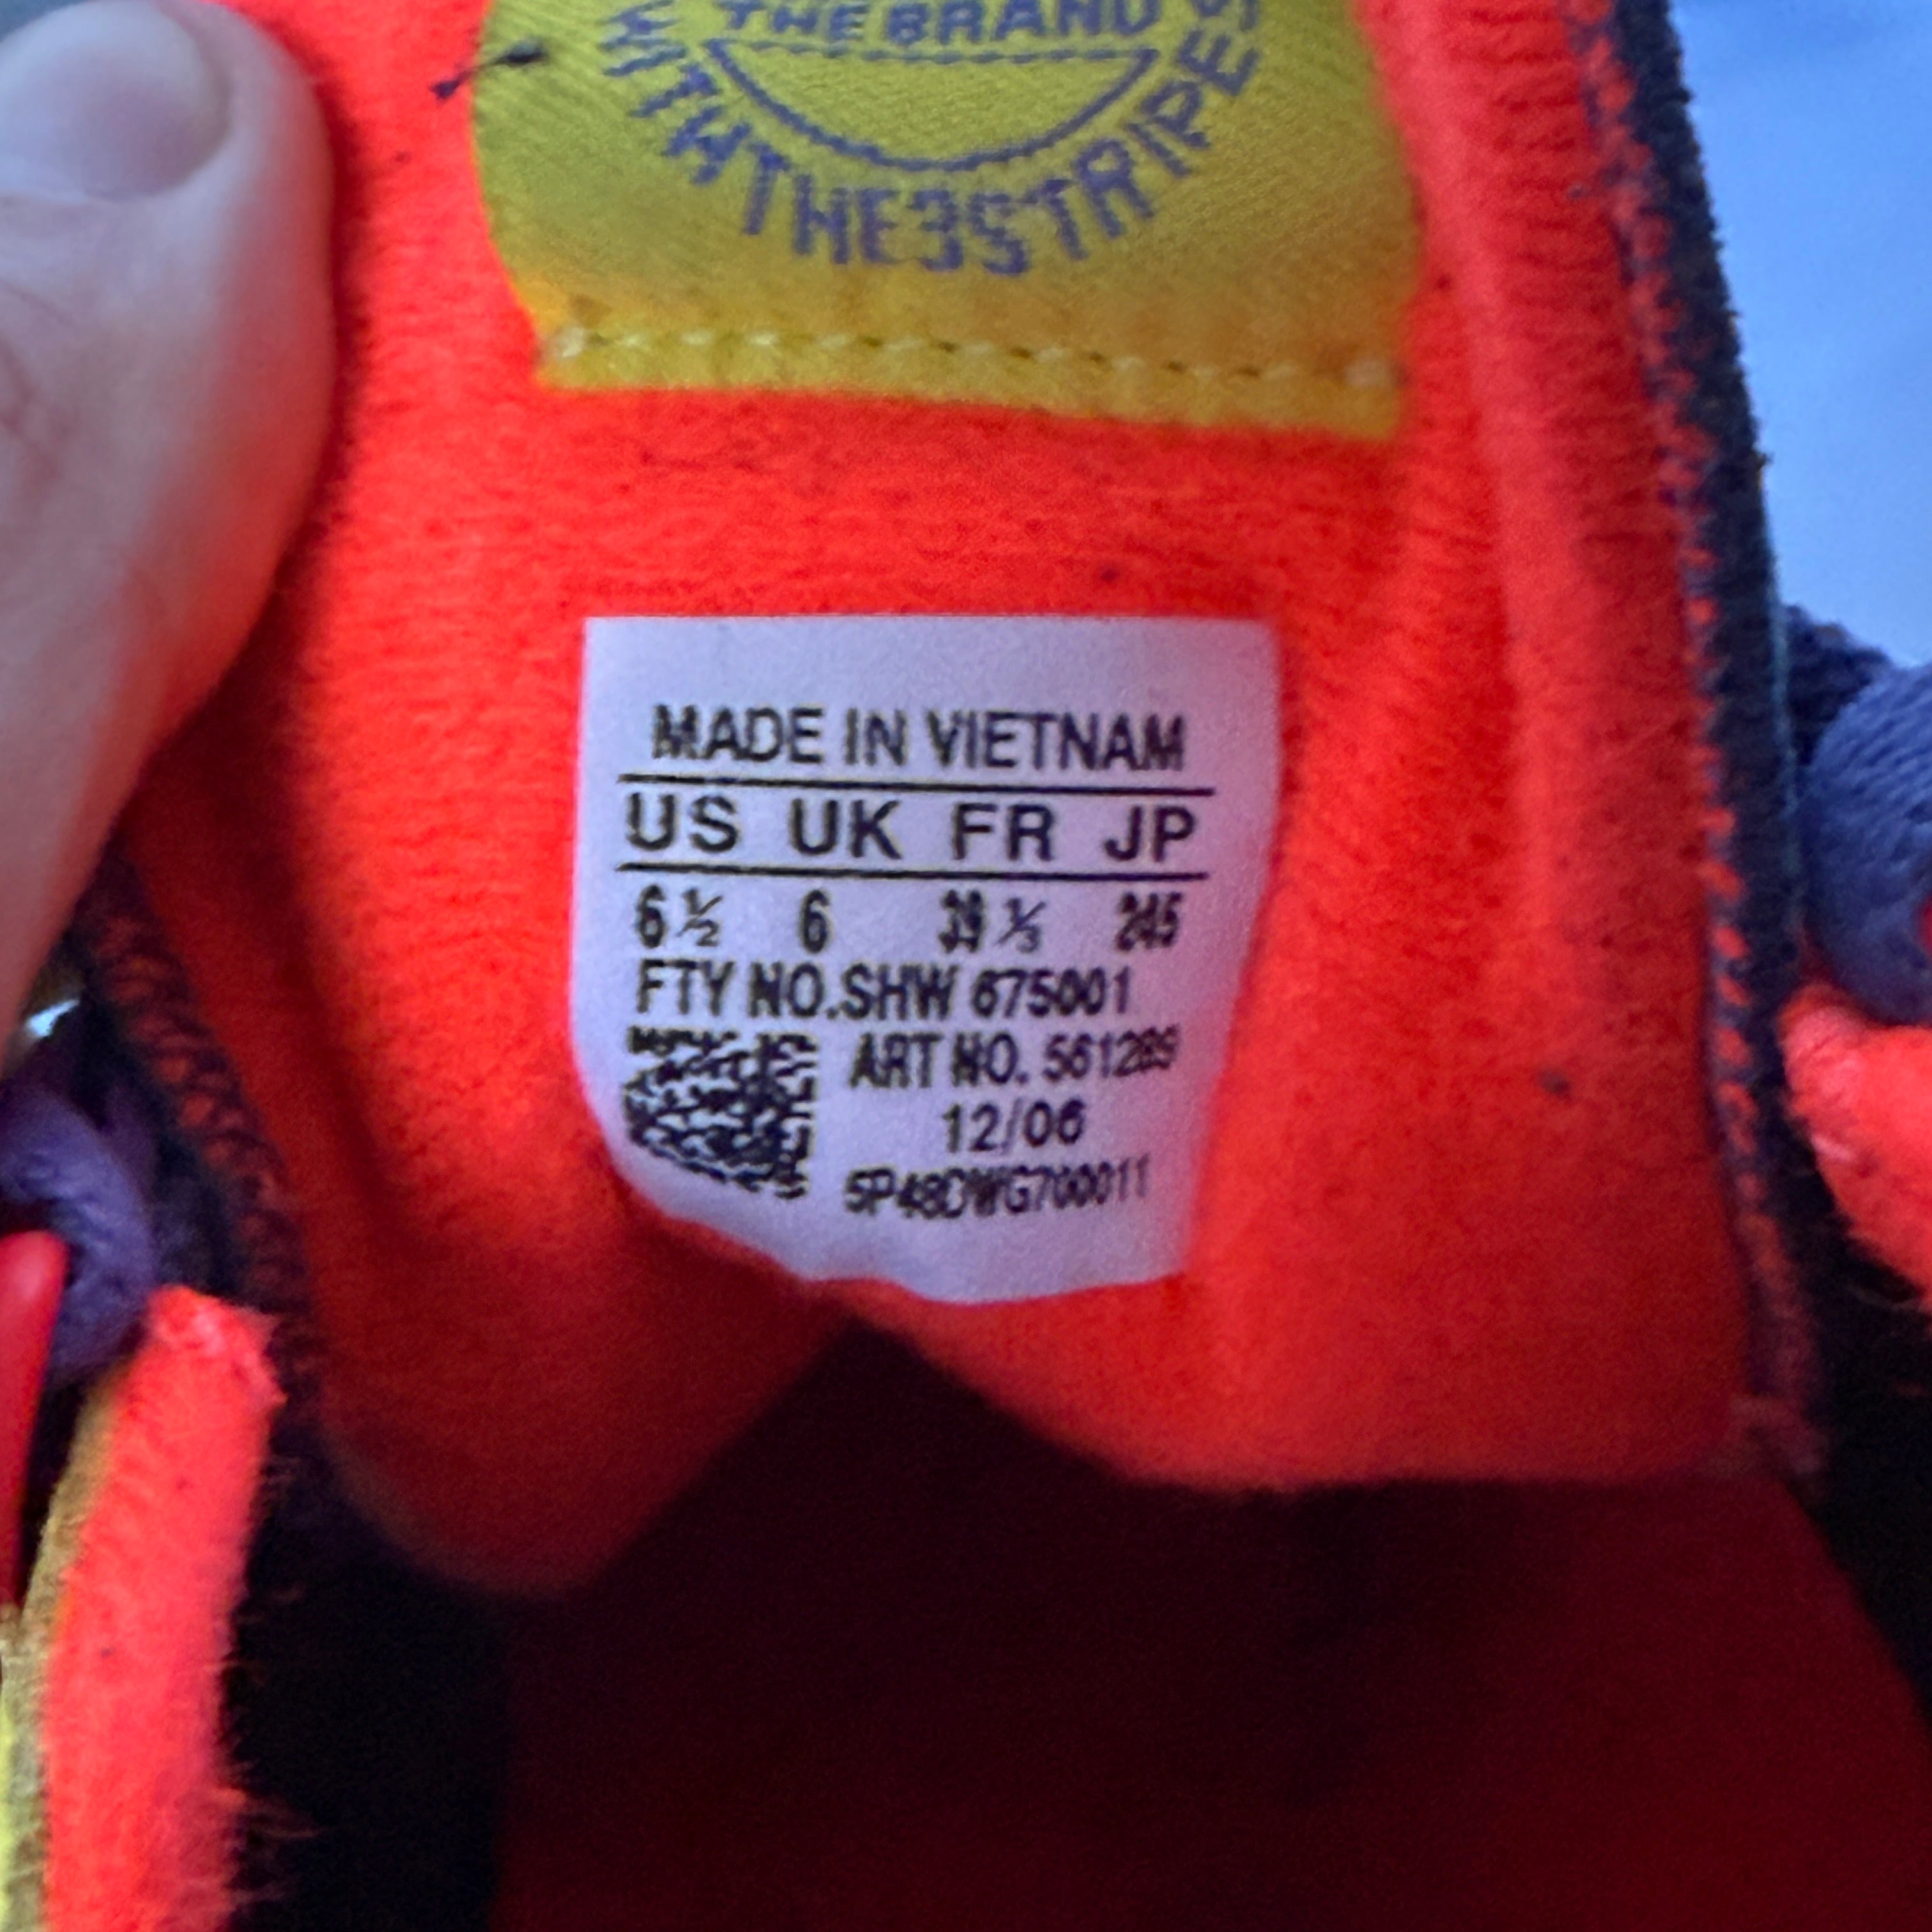 THE BRAND
WITH THE 3 STRIPES
MADE IN VIETNAM
US UK FR JP
6 ½ 6 39 ⅓ 245
FTY NO.SHW 675001
ART NO. 561289
12/06
5P48DWG700011